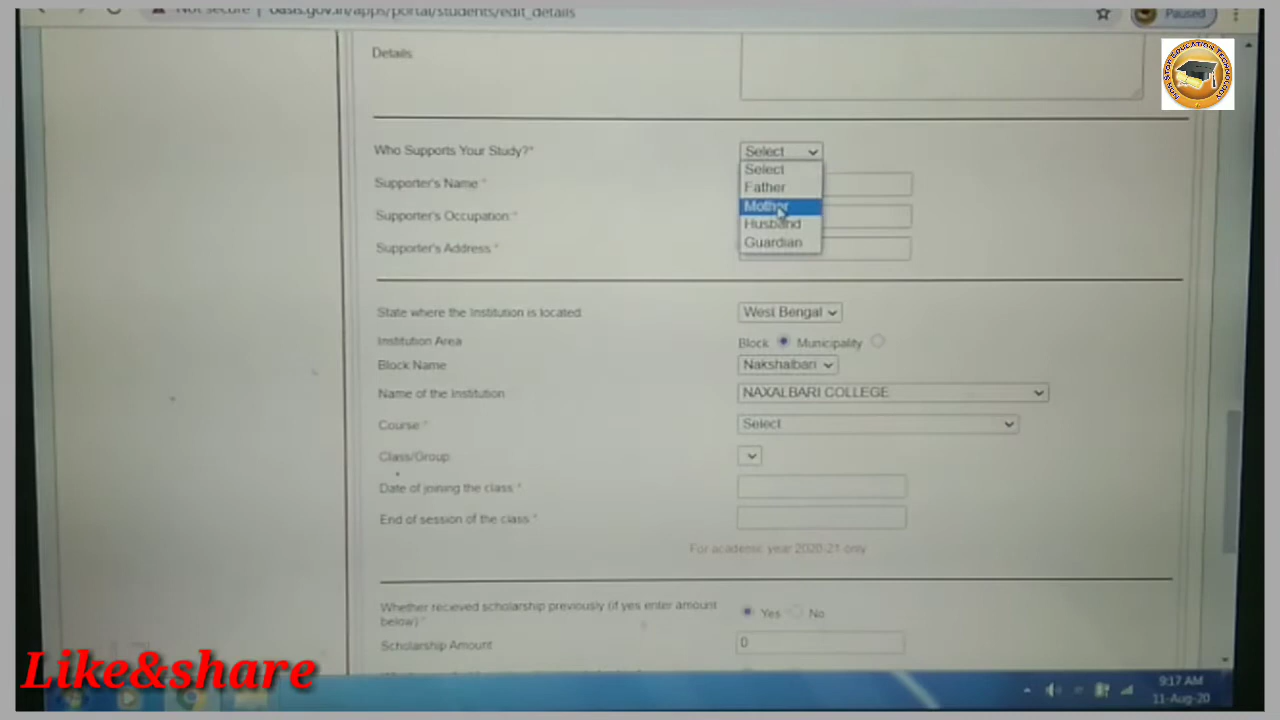 Not secure | oasis.gov.in/apps/portal/students/edit_details
Paused
NON STOP EDUCATION TECHNOLOGY
Details
Who Supports Your Study?* Select
Select
Father
Mother
Husband
Guardian
Supporter's Name *
Supporter's Occupation *
Supporter's Address *
State where the Institution is located West Bengal
Institution Area Block Municipality
Block Name Nakshalbari
Name of the Institution NAXALBARI COLLEGE
Course * Select
Class/Group
Date of joining the class *
End of session of the class *
For academic year 2020-21 only
Whether recieved scholarship previously (if yes enter amount
below) * Yes No
Scholarship Amount 0
Like&share
9:17 AM
11-Aug-20